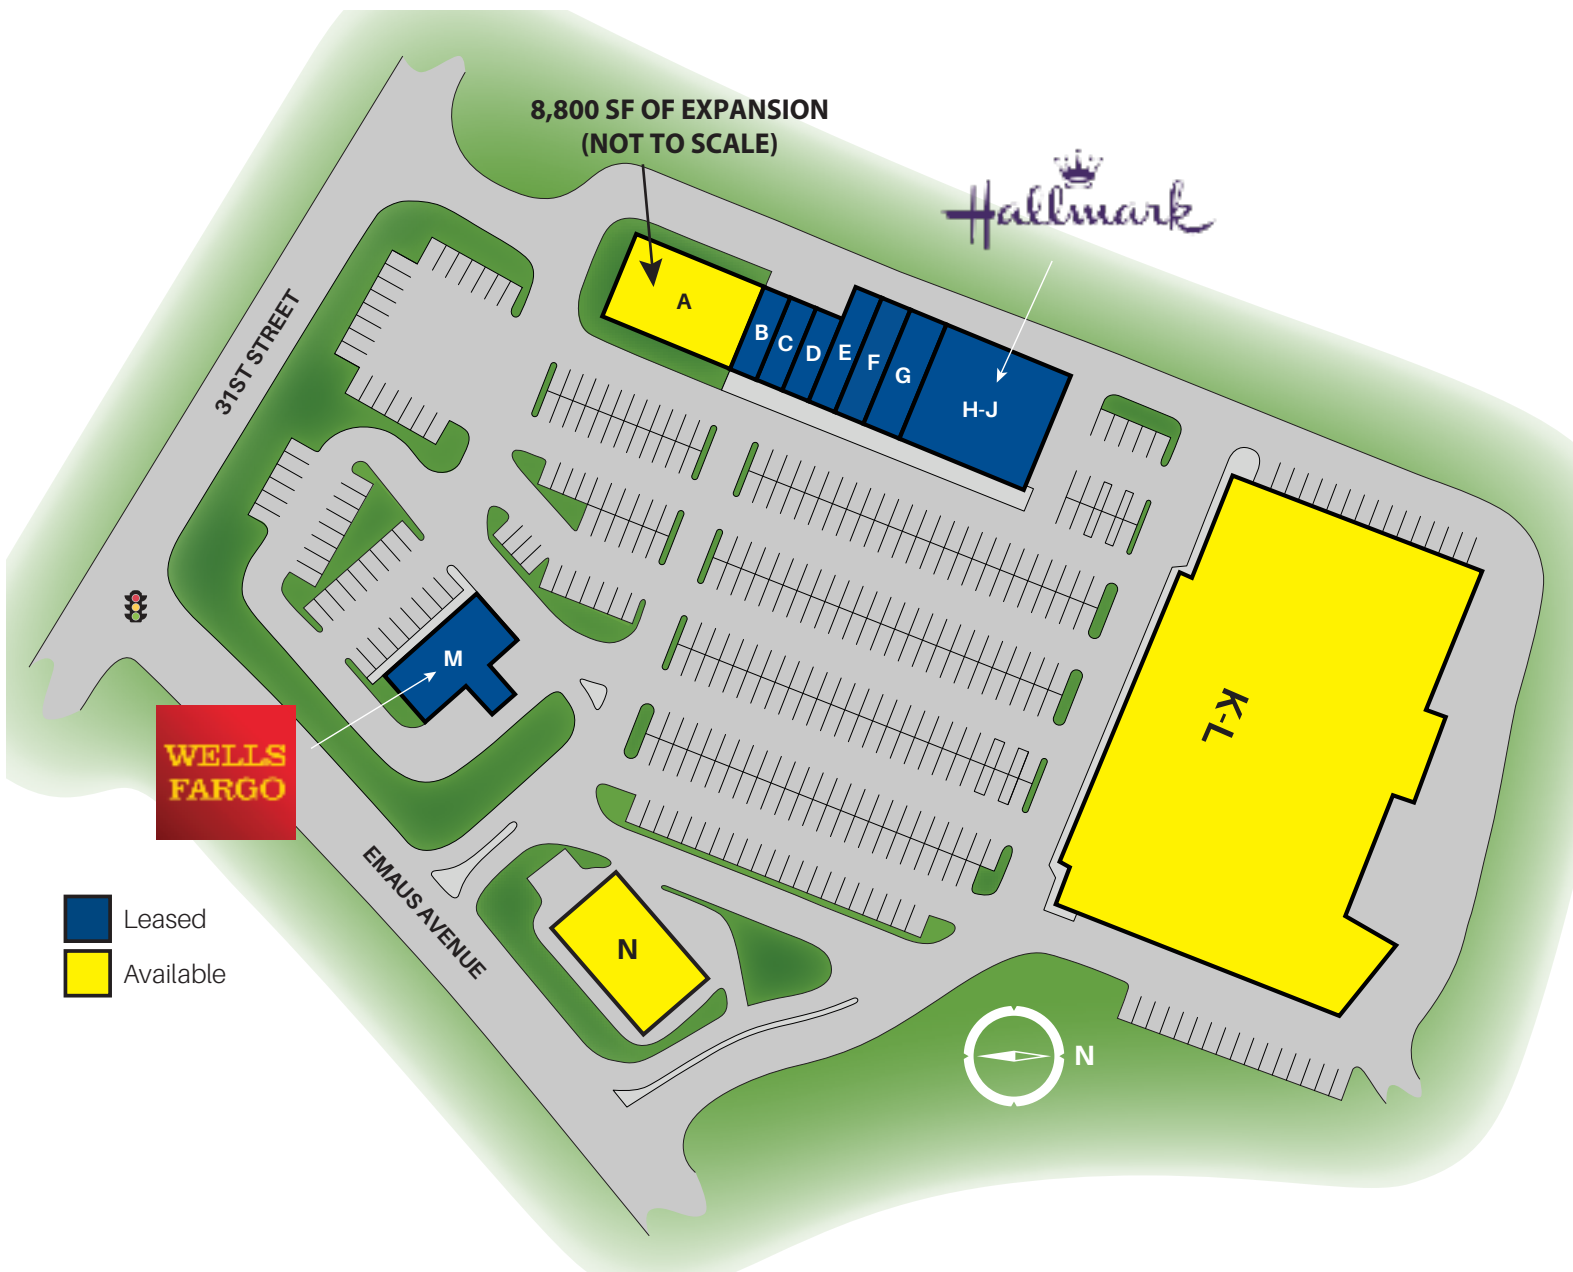 8,800 SF OF EXPANSION
(NOT TO SCALE)
Hallmark
A
B
C
D
E
F
G
H-J
31ST STREET
K-L
M
WELLS
FARGO
EMAUS AVENUE
N
Leased
Available
N